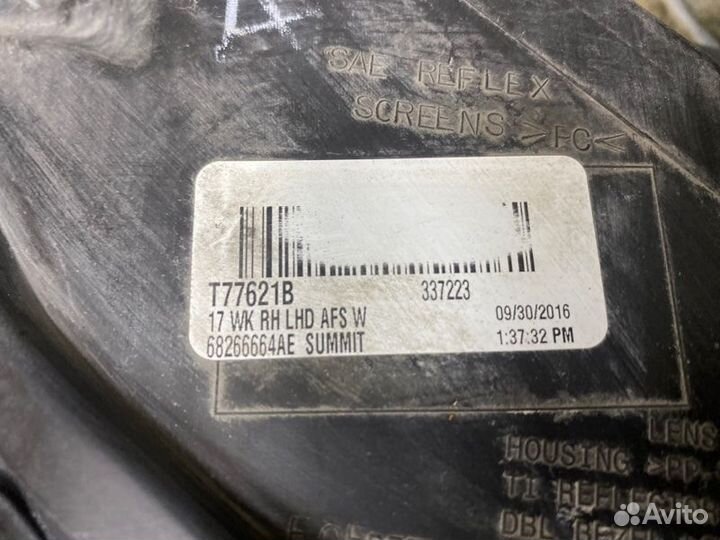 SAE REFLEX
SCREENS >PC<
T77621B 337223
17 WK RH LHD AFS W 09/30/2016
68266664AE SUMMIT 1:37:32 PM
LENS
HOUSING >PP
DBL
Avito